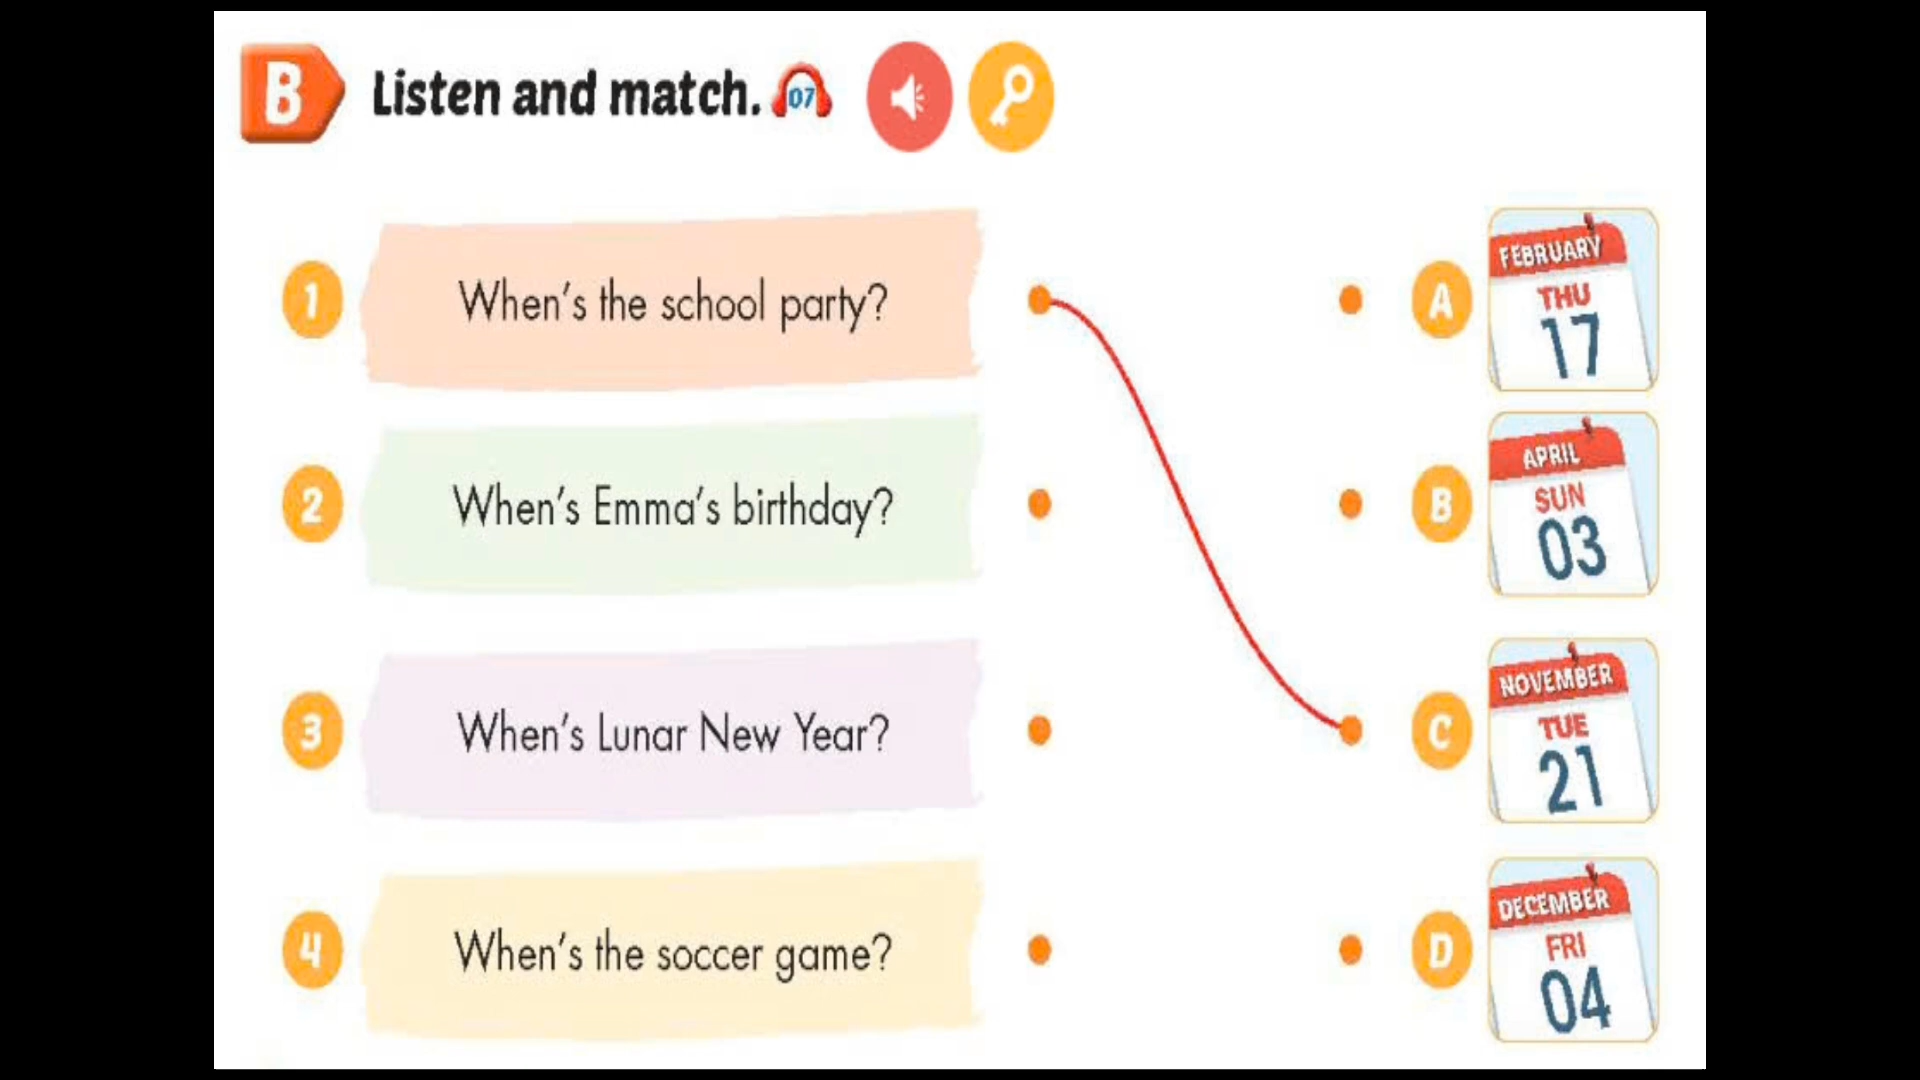 B Listen and match. 07
1 When's the school party?
A FEBRUARY
THU
17
2 When's Emma's birthday?
B APRIL
SUN
03
3 When's Lunar New Year?
C NOVEMBER
TUE
21
4 When's the soccer game?
D DECEMBER
FRI
04